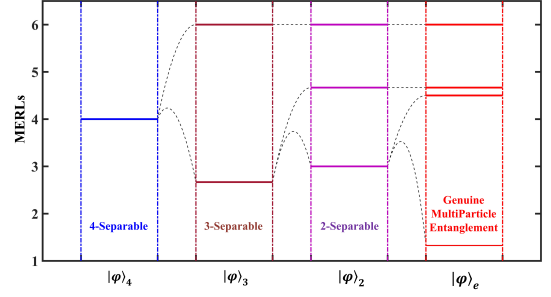 6
5
4
3
2
1
MERLs
4-Separable
3-Separable
2-Separable
Genuine
MultiParticle
Entanglement
|φ⟩₄
|φ⟩₃
|φ⟩₂
|φ⟩ₑ